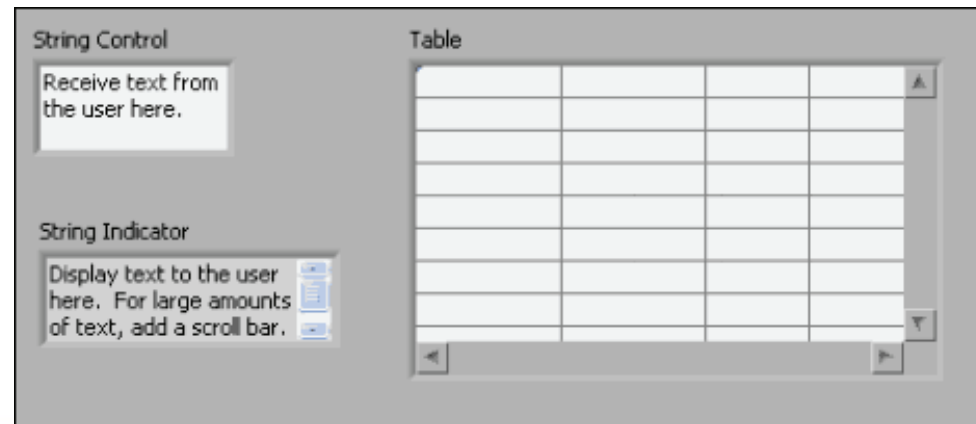 String Control
Receive text from
the user here.
Table
String Indicator
Display text to the user
here.  For large amounts
of text, add a scroll bar.